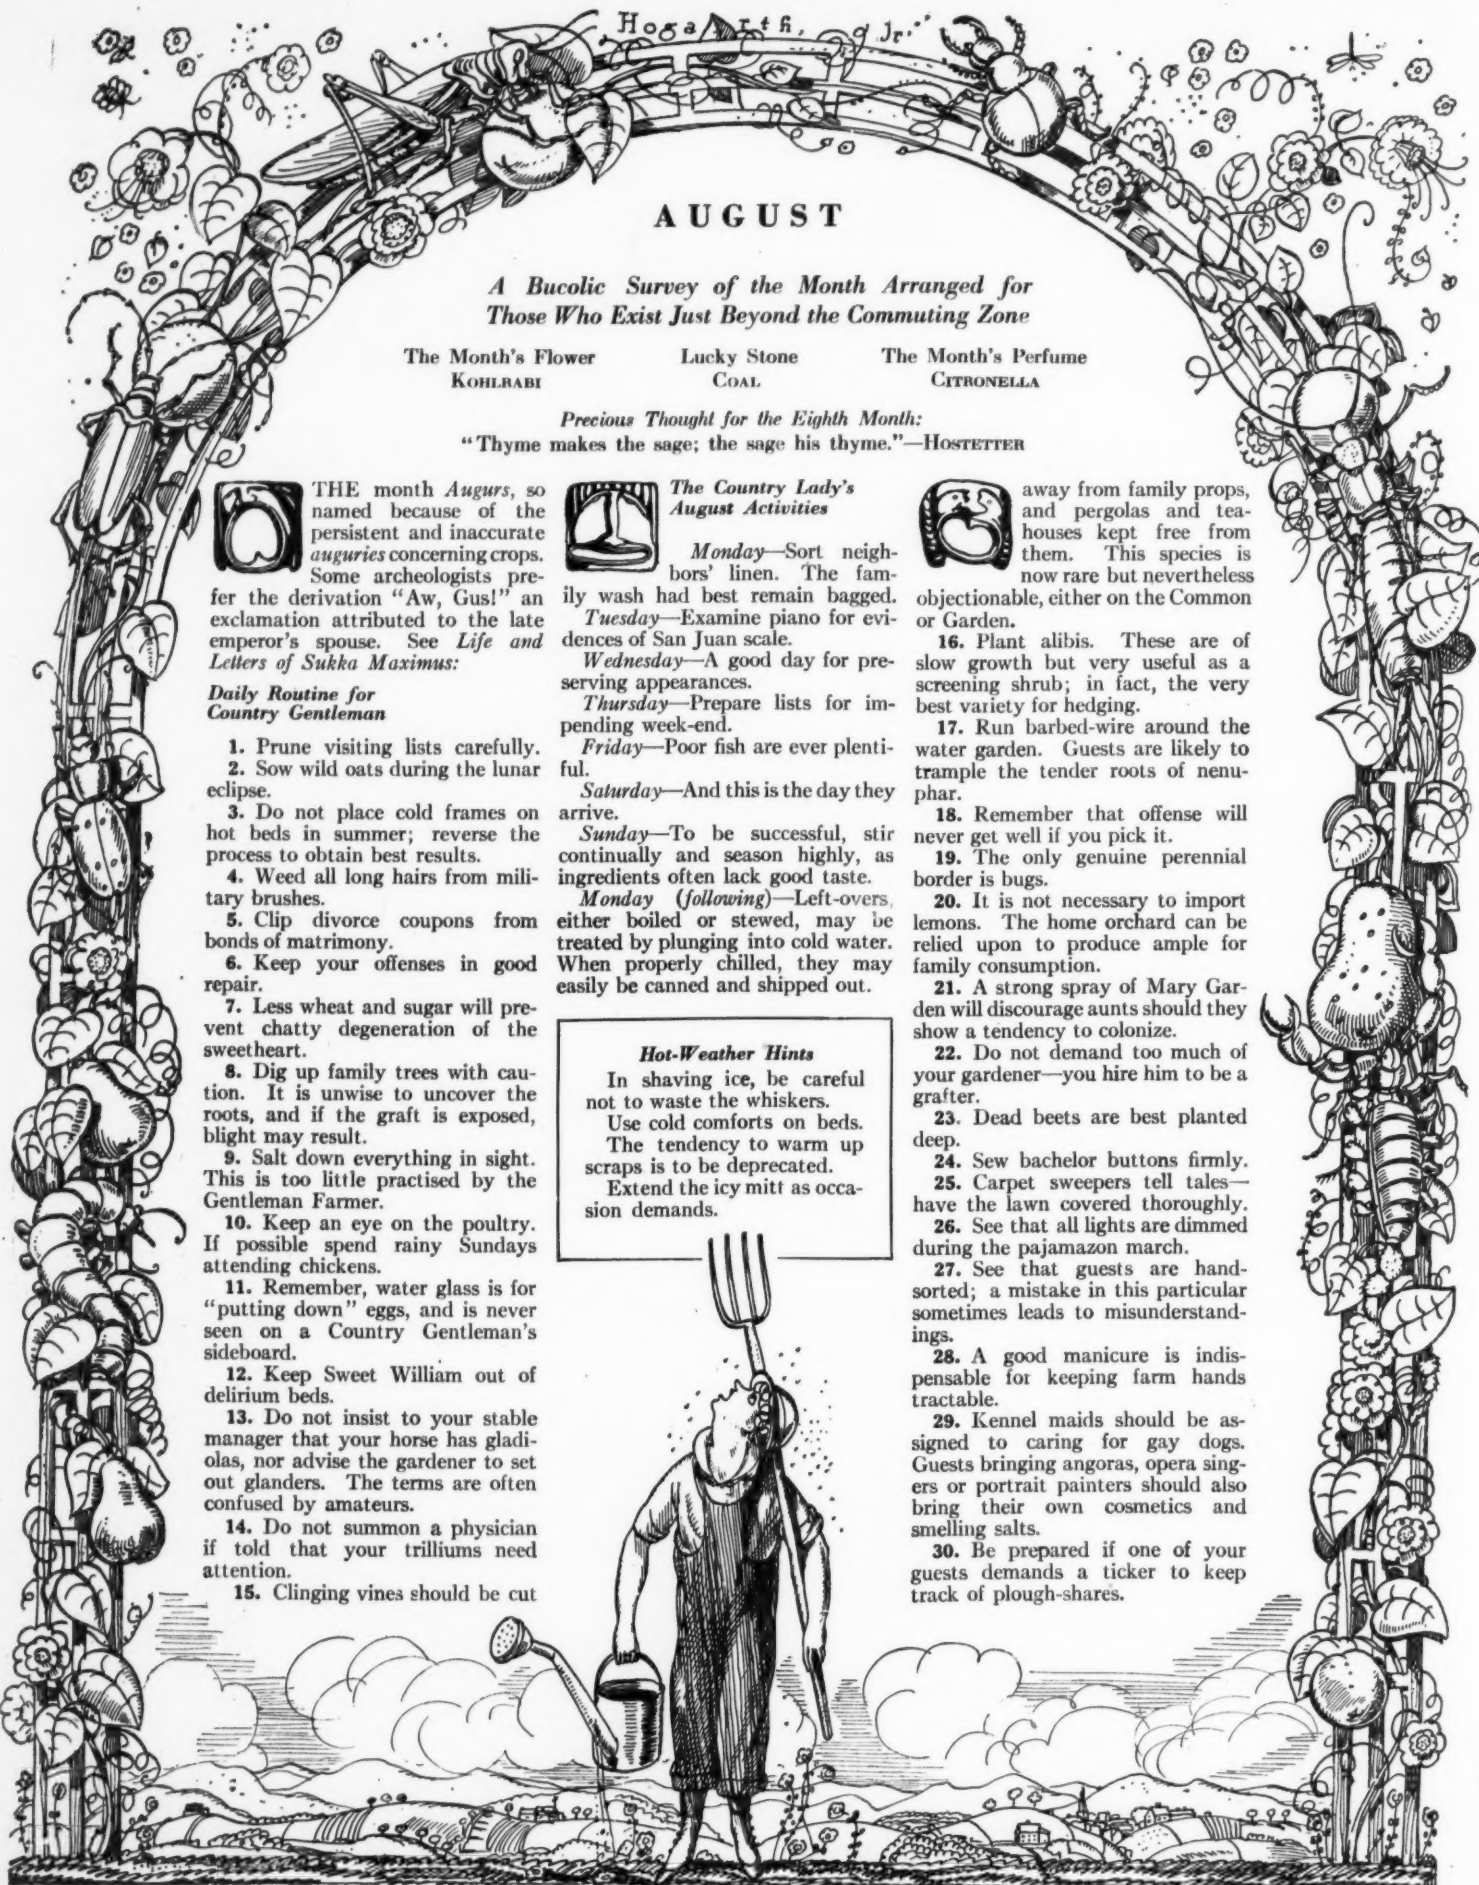 Hogarth, Jr.
AUGUST
A Bucolic Survey of the Month Arranged for
Those Who Exist Just Beyond the Commuting Zone
The Month's Flower
KOHLRABI
Lucky Stone
COAL
The Month's Perfume
CITRONELLA
Precious Thought for the Eighth Month:
"Thyme makes the sage; the sage his thyme."—HOSTETTER
THE month Augurs, so
named because of the
persistent and inaccurate
auguries concerning crops.
Some archeologists pre-
fer the derivation "Aw, Gus!" an
exclamation attributed to the late
emperor's spouse. See Life and
Letters of Sukka Maximus:
Daily Routine for
Country Gentleman
1. Prune visiting lists carefully.
2. Sow wild oats during the lunar
eclipse.
3. Do not place cold frames on
hot beds in summer; reverse the
process to obtain best results.
4. Weed all long hairs from mili-
tary brushes.
5. Clip divorce coupons from
bonds of matrimony.
6. Keep your offenses in good
repair.
7. Less wheat and sugar will pre-
vent chatty degeneration of the
sweetheart.
8. Dig up family trees with cau-
tion. It is unwise to uncover the
roots, and if the graft is exposed,
blight may result.
9. Salt down everything in sight.
This is too little practised by the
Gentleman Farmer.
10. Keep an eye on the poultry.
If possible spend rainy Sundays
attending chickens.
11. Remember, water glass is for
"putting down" eggs, and is never
seen on a Country Gentleman's
sideboard.
12. Keep Sweet William out of
delirium beds.
13. Do not insist to your stable
manager that your horse has gladi-
olas, nor advise the gardener to set
out glanders. The terms are often
confused by amateurs.
14. Do not summon a physician
if told that your trilliums need
attention.
15. Clinging vines should be cut
The Country Lady's
August Activities
Monday—Sort neigh-
bors' linen. The fam-
ily wash had best remain bagged.
Tuesday—Examine piano for evi-
dences of San Juan scale.
Wednesday—A good day for pre-
serving appearances.
Thursday—Prepare lists for im-
pending week-end.
Friday—Poor fish are ever plenti-
ful.
Saturday—And this is the day they
arrive.
Sunday—To be successful, stir
continually and season highly, as
ingredients often lack good taste.
Monday (following)—Left-overs,
either boiled or stewed, may be
treated by plunging into cold water.
When properly chilled, they may
easily be canned and shipped out.
Hot-Weather Hints
In shaving ice, be careful
not to waste the whiskers.
Use cold comforts on beds.
The tendency to warm up
scraps is to be deprecated.
Extend the icy mitt as occa-
sion demands.
away from family props,
and pergolas and tea-
houses kept free from
them. This species is
now rare but nevertheless
objectionable, either on the Common
or Garden.
16. Plant alibis. These are of
slow growth but very useful as a
screening shrub; in fact, the very
best variety for hedging.
17. Run barbed-wire around the
water garden. Guests are likely to
trample the tender roots of nenu-
phar.
18. Remember that offense will
never get well if you pick it.
19. The only genuine perennial
border is bugs.
20. It is not necessary to import
lemons. The home orchard can be
relied upon to produce ample for
family consumption.
21. A strong spray of Mary Gar-
den will discourage aunts should they
show a tendency to colonize.
22. Do not demand too much of
your gardener—you hire him to be a
grafter.
23. Dead beets are best planted
deep.
24. Sew bachelor buttons firmly.
25. Carpet sweepers tell tales—
have the lawn covered thoroughly.
26. See that all lights are dimmed
during the pajamazon march.
27. See that guests are hand-
sorted; a mistake in this particular
sometimes leads to misunderstand-
ings.
28. A good manicure is indis-
pensable for keeping farm hands
tractable.
29. Kennel maids should be as-
signed to caring for gay dogs.
Guests bringing angoras, opera sing-
ers or portrait painters should also
bring their own cosmetics and
smelling salts.
30. Be prepared if one of your
guests demands a ticker to keep
track of plough-shares.